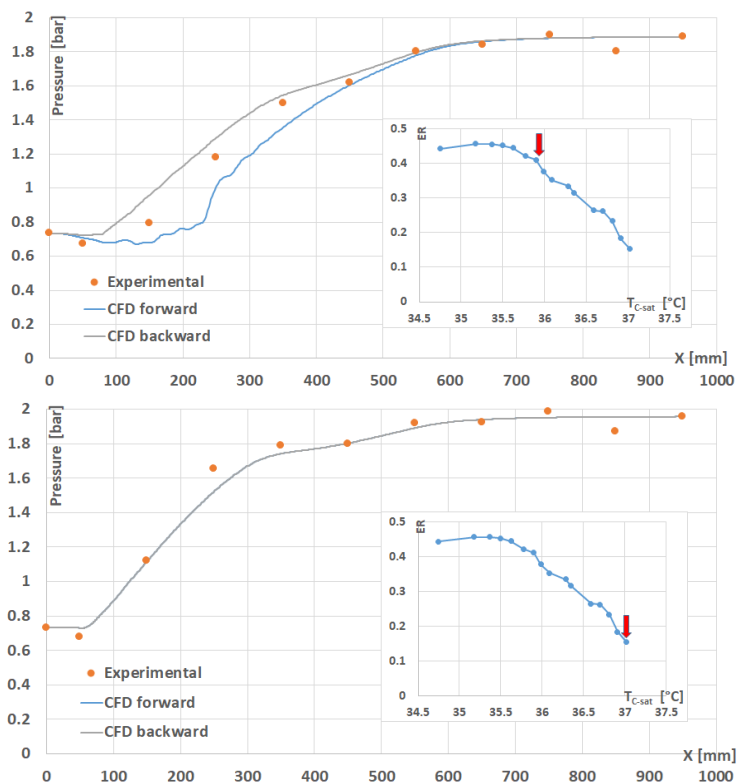 2
1.8
1.6
1.4
1.2
1
0.8
0.6
0.4
0.2
0
Pressure [bar]
Experimental
CFD forward
CFD backward
0.5
0.4
0.3
0.2
0.1
0
ER
T C-sat [°C]
34.5 35 35.5 36 36.5 37 37.5
X [mm]
0 100 200 300 400 500 600 700 800 900 1000
2
1.8
1.6
1.4
1.2
1
0.8
0.6
0.4
0.2
0
Pressure [bar]
Experimental
CFD forward
CFD backward
0.5
0.4
0.3
0.2
0.1
0
ER
T C-sat [°C]
34.5 35 35.5 36 36.5 37 37.5
X [mm]
0 100 200 300 400 500 600 700 800 900 1000